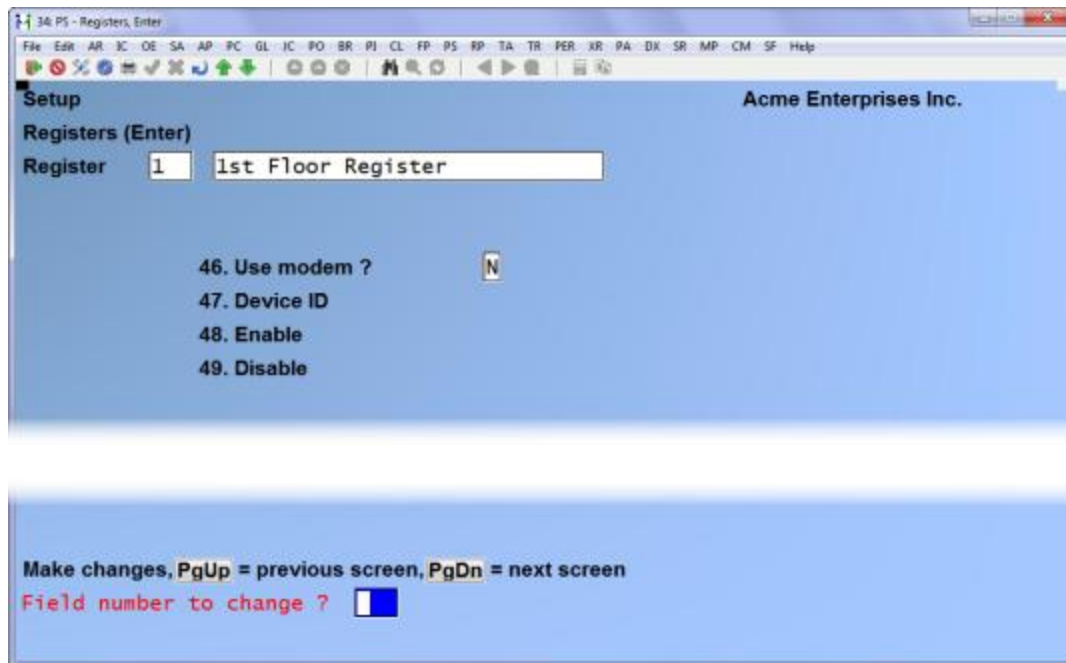 34: PS - Registers, Enter
File Edit AR IC OE SA AP PC GL IC PO BR PI CL FP PS RP TA TR PER XR PA DX SR MP CM SF Help
Setup Acme Enterprises Inc.
Registers (Enter)
Register 1 1st Floor Register
46. Use modem ? N
47. Device ID
48. Enable
49. Disable
Make changes, PgUp = previous screen, PgDn = next screen
Field number to change ?